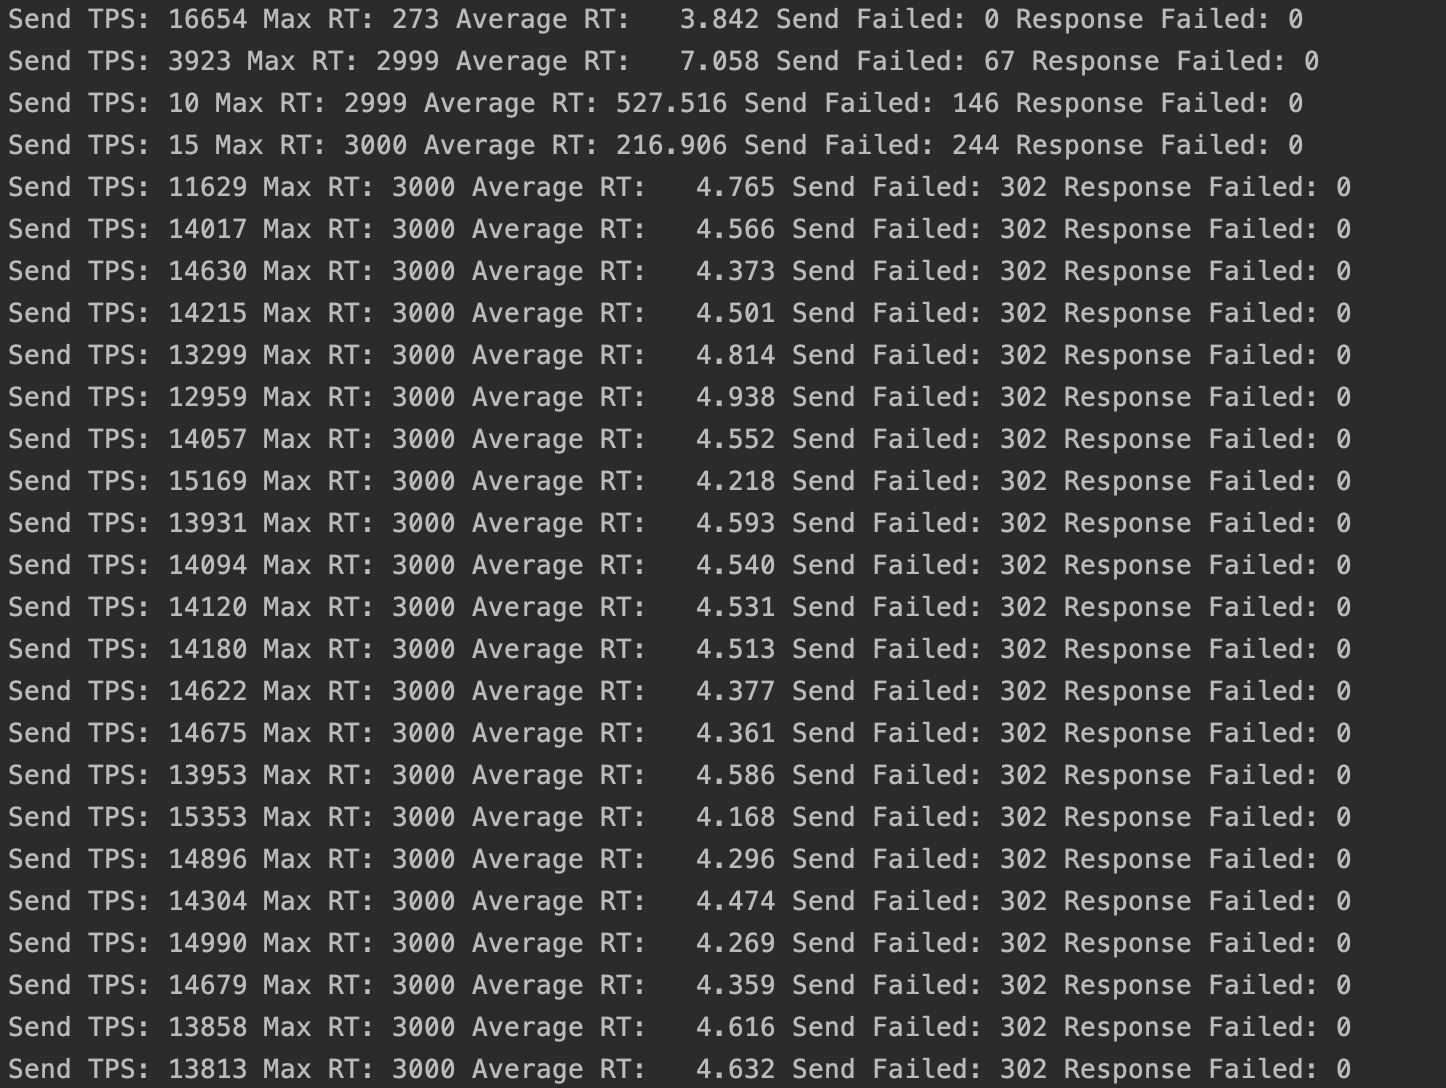 Send TPS: 16654 Max RT: 273 Average RT:   3.842 Send Failed: 0 Response Failed: 0
Send TPS: 3923 Max RT: 2999 Average RT:   7.058 Send Failed: 67 Response Failed: 0
Send TPS: 10 Max RT: 2999 Average RT: 527.516 Send Failed: 146 Response Failed: 0
Send TPS: 15 Max RT: 3000 Average RT: 216.906 Send Failed: 244 Response Failed: 0
Send TPS: 11629 Max RT: 3000 Average RT:   4.765 Send Failed: 302 Response Failed: 0
Send TPS: 14017 Max RT: 3000 Average RT:   4.566 Send Failed: 302 Response Failed: 0
Send TPS: 14630 Max RT: 3000 Average RT:   4.373 Send Failed: 302 Response Failed: 0
Send TPS: 14215 Max RT: 3000 Average RT:   4.501 Send Failed: 302 Response Failed: 0
Send TPS: 13299 Max RT: 3000 Average RT:   4.814 Send Failed: 302 Response Failed: 0
Send TPS: 12959 Max RT: 3000 Average RT:   4.938 Send Failed: 302 Response Failed: 0
Send TPS: 14057 Max RT: 3000 Average RT:   4.552 Send Failed: 302 Response Failed: 0
Send TPS: 15169 Max RT: 3000 Average RT:   4.218 Send Failed: 302 Response Failed: 0
Send TPS: 13931 Max RT: 3000 Average RT:   4.593 Send Failed: 302 Response Failed: 0
Send TPS: 14094 Max RT: 3000 Average RT:   4.540 Send Failed: 302 Response Failed: 0
Send TPS: 14120 Max RT: 3000 Average RT:   4.531 Send Failed: 302 Response Failed: 0
Send TPS: 14180 Max RT: 3000 Average RT:   4.513 Send Failed: 302 Response Failed: 0
Send TPS: 14622 Max RT: 3000 Average RT:   4.377 Send Failed: 302 Response Failed: 0
Send TPS: 14675 Max RT: 3000 Average RT:   4.361 Send Failed: 302 Response Failed: 0
Send TPS: 13953 Max RT: 3000 Average RT:   4.586 Send Failed: 302 Response Failed: 0
Send TPS: 15353 Max RT: 3000 Average RT:   4.168 Send Failed: 302 Response Failed: 0
Send TPS: 14896 Max RT: 3000 Average RT:   4.296 Send Failed: 302 Response Failed: 0
Send TPS: 14304 Max RT: 3000 Average RT:   4.474 Send Failed: 302 Response Failed: 0
Send TPS: 14990 Max RT: 3000 Average RT:   4.269 Send Failed: 302 Response Failed: 0
Send TPS: 14679 Max RT: 3000 Average RT:   4.359 Send Failed: 302 Response Failed: 0
Send TPS: 13858 Max RT: 3000 Average RT:   4.616 Send Failed: 302 Response Failed: 0
Send TPS: 13813 Max RT: 3000 Average RT:   4.632 Send Failed: 302 Response Failed: 0